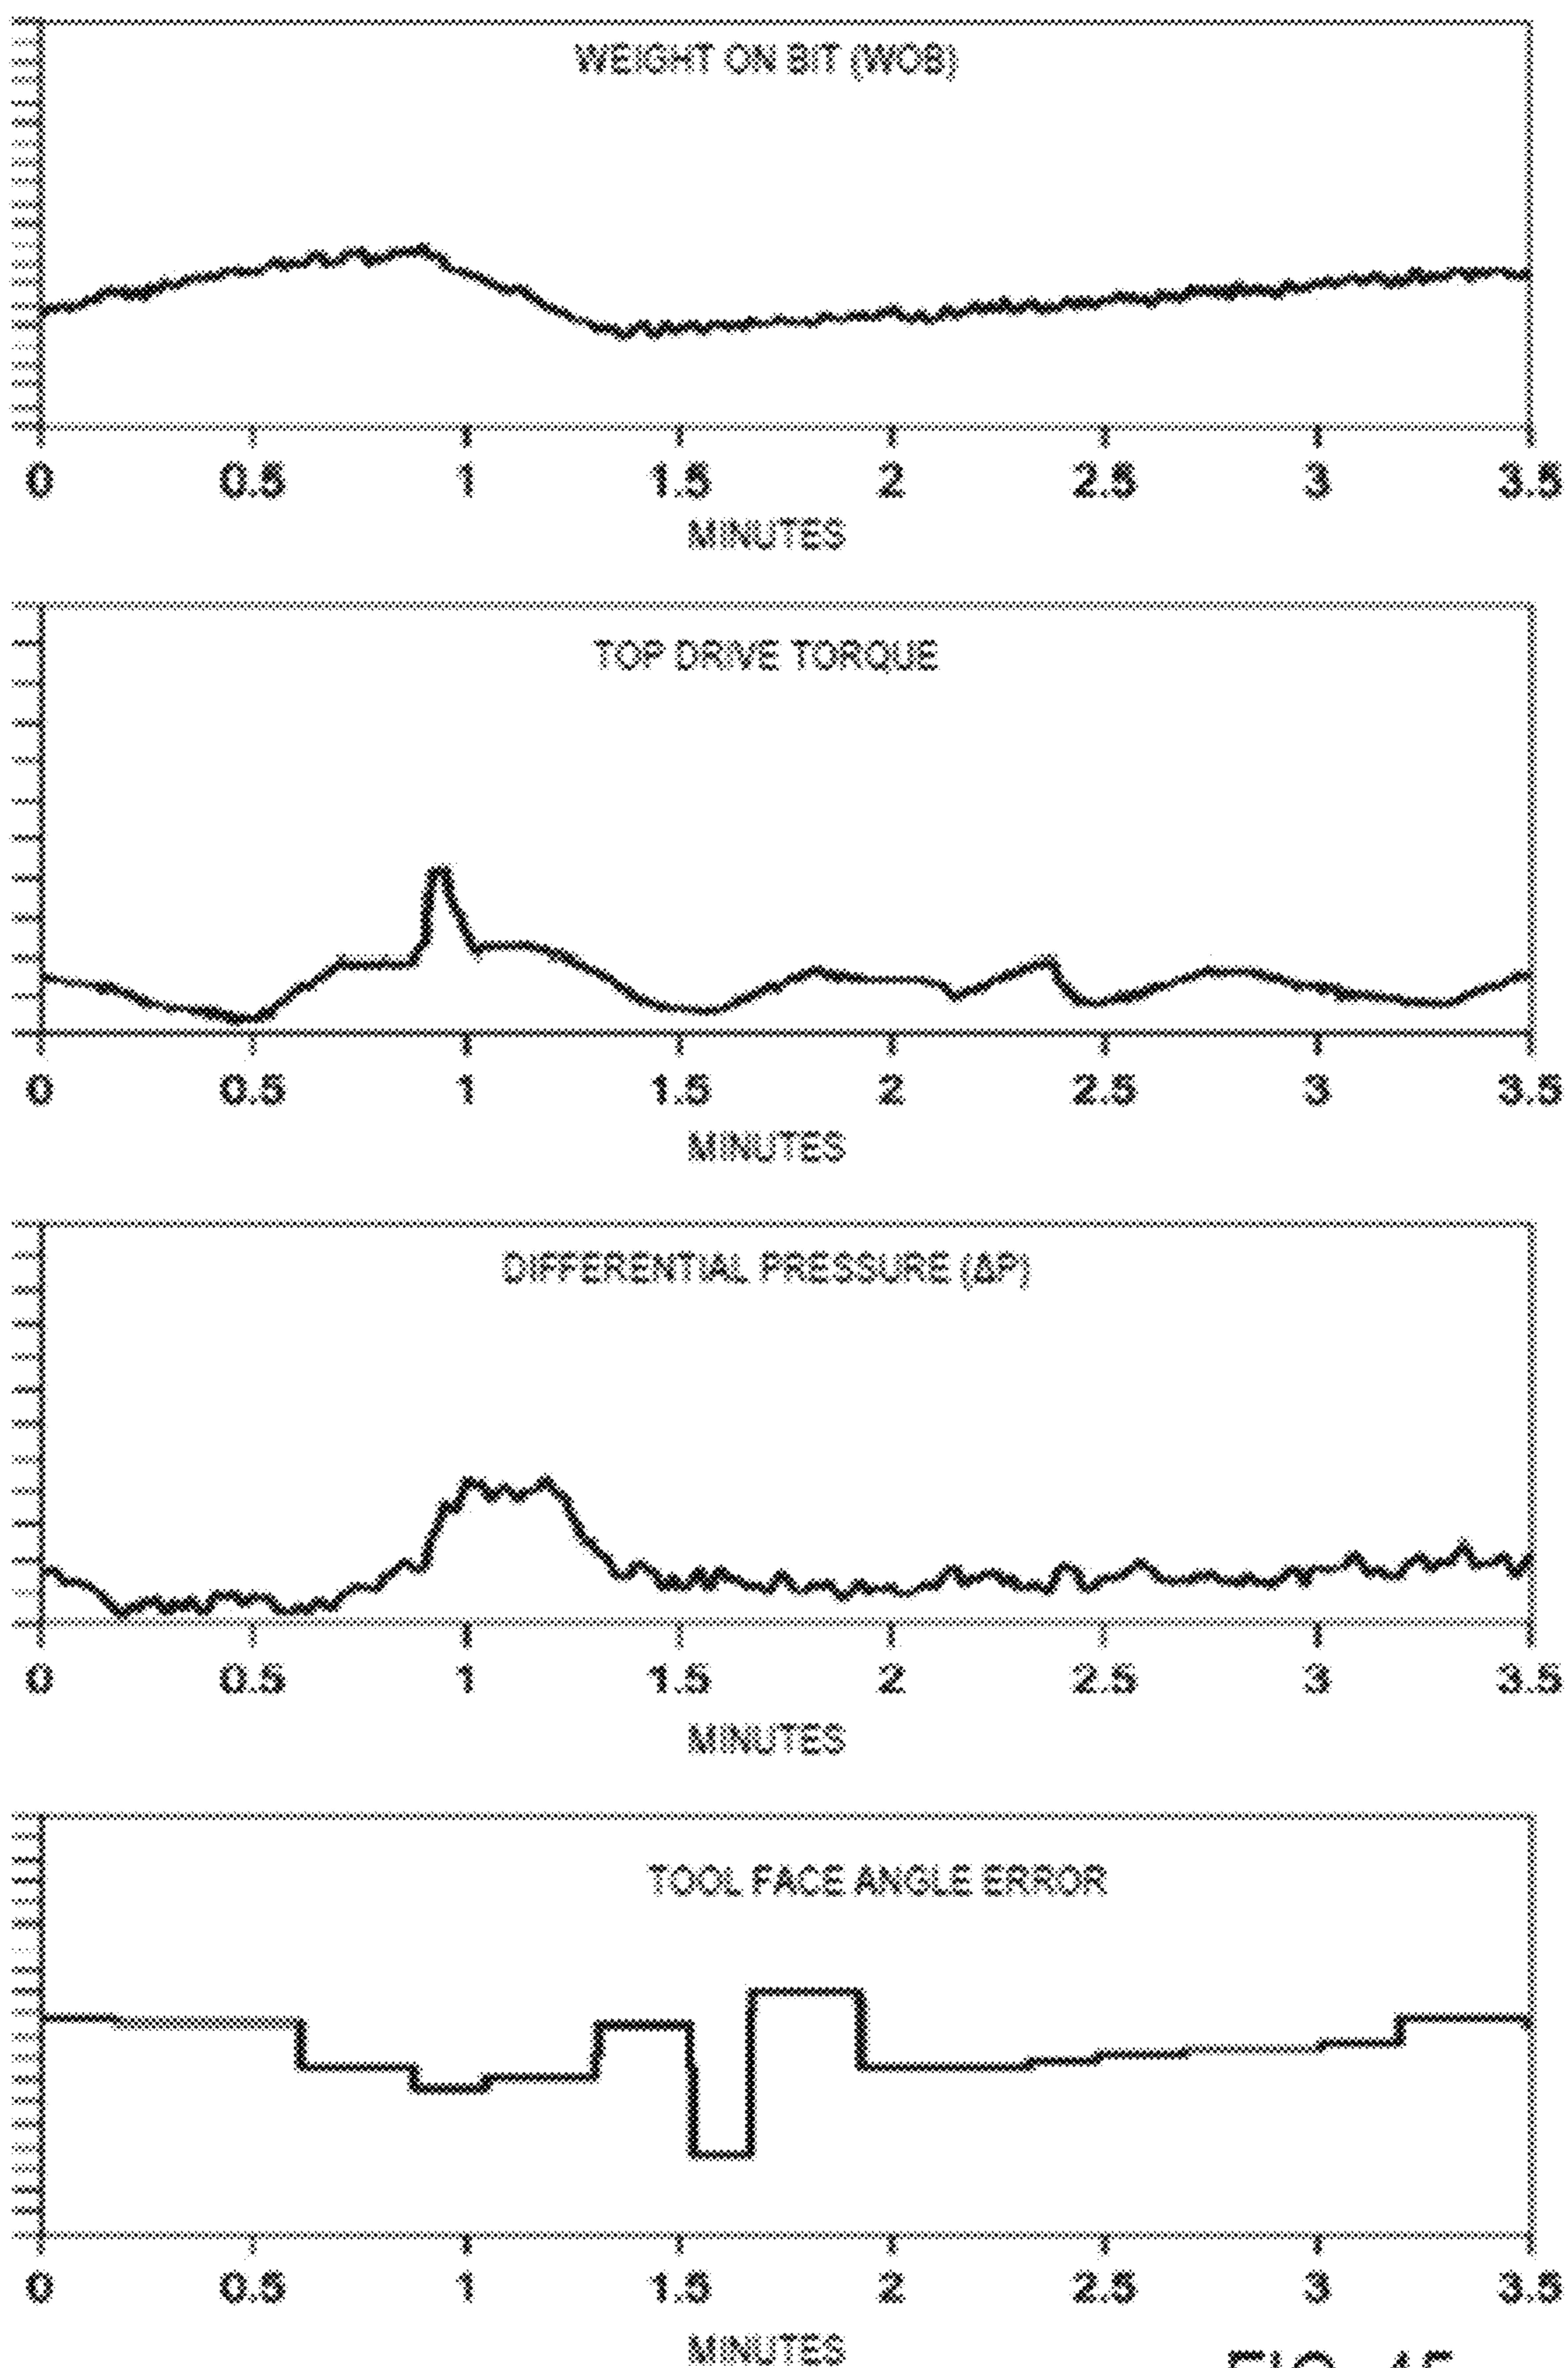 WEIGHT ON BIT (WOB)
0 0.5 1 1.5 2 2.5 3 3.5
MINUTES
TOP DRIVE TORQUE
0 0.5 1 1.5 2 2.5 3 3.5
MINUTES
DIFFERENTIAL PRESSURE (ΔP)
0 0.5 1 1.5 2 2.5 3 3.5
MINUTES
TOOL FACE ANGLE ERROR
0 0.5 1 1.5 2 2.5 3 3.5
MINUTES